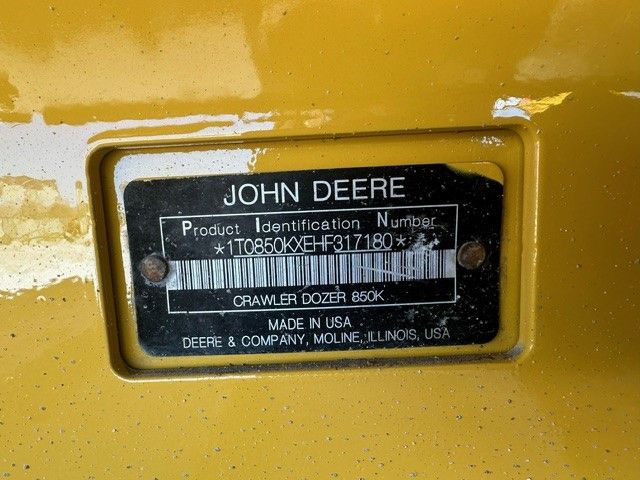 JOHN DEERE
Product Identification Number
*1T0850KXEHF317180*
CRAWLER DOZER 850K
MADE IN USA
DEERE & COMPANY, MOLINE, ILLINOIS, USA